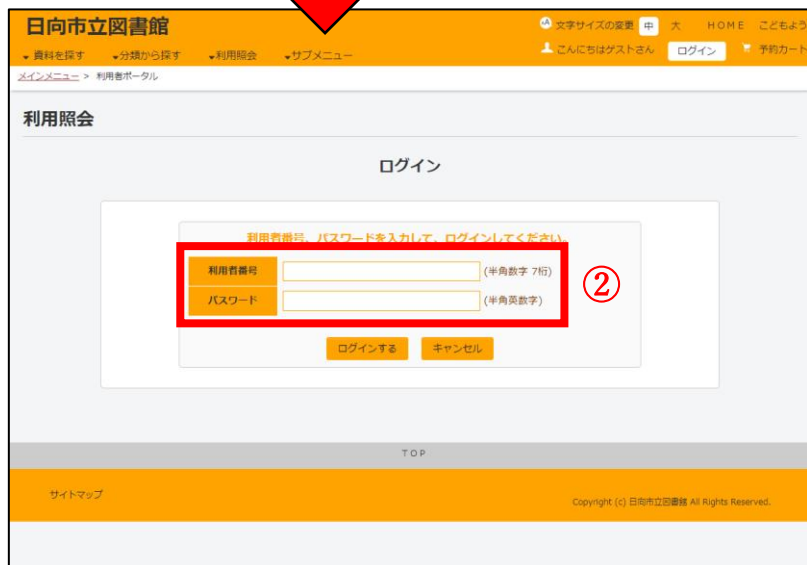 日向市立図書館
文字サイズの変更 中 大 HOME こどもよう
資料を探す 分類から探す 利用照会 サブメニュー
こんにちはゲストさん ログイン 予約カート
メインメニュー > 利用者ポータル
利用照会
ログイン
利用者番号、パスワードを入力して、ログインしてください。
利用者番号 (半角数字 7桁)
②
パスワード (半角英数字)
ログインする キャンセル
TOP
サイトマップ
Copyright (c) 日向市立図書館 All Rights Reserved.